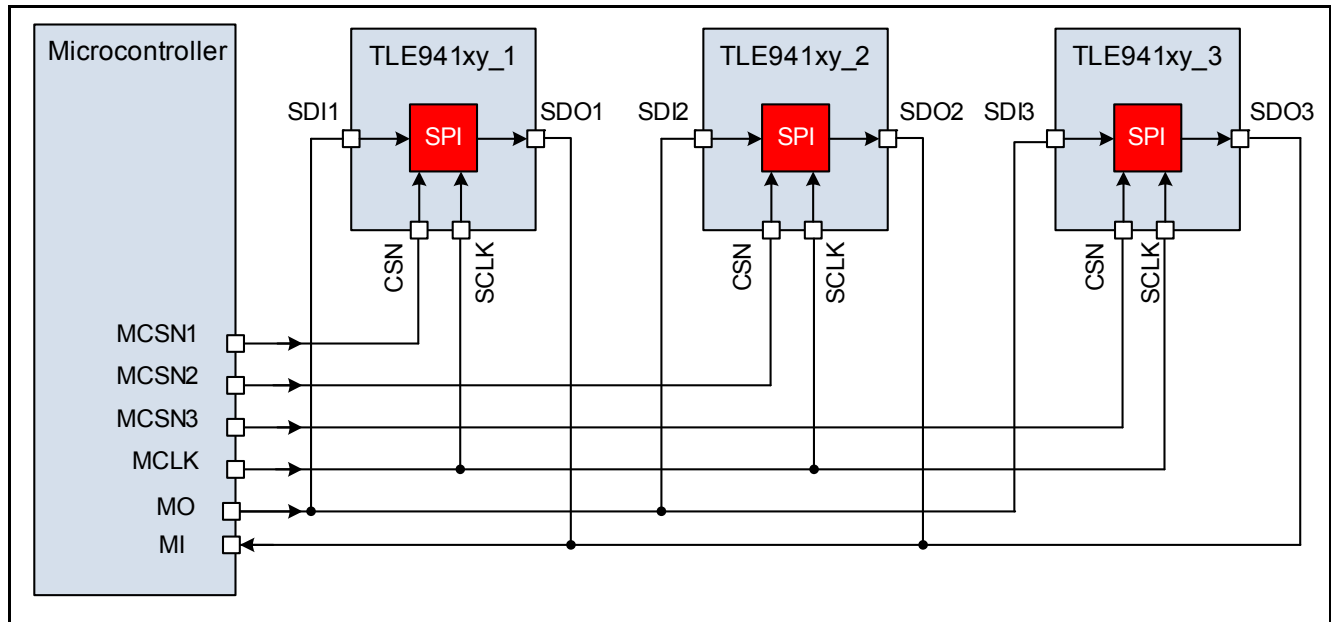 Microcontroller
TLE941xy_1
TLE941xy_2
TLE941xy_3
SDI1
SPI
SDO1
SDI2
SPI
SDO2
SDI3
SPI
SDO3
CSN
SCLK
CSN
SCLK
CSN
SCLK
MCSN1
MCSN2
MCSN3
MCLK
MO
MI